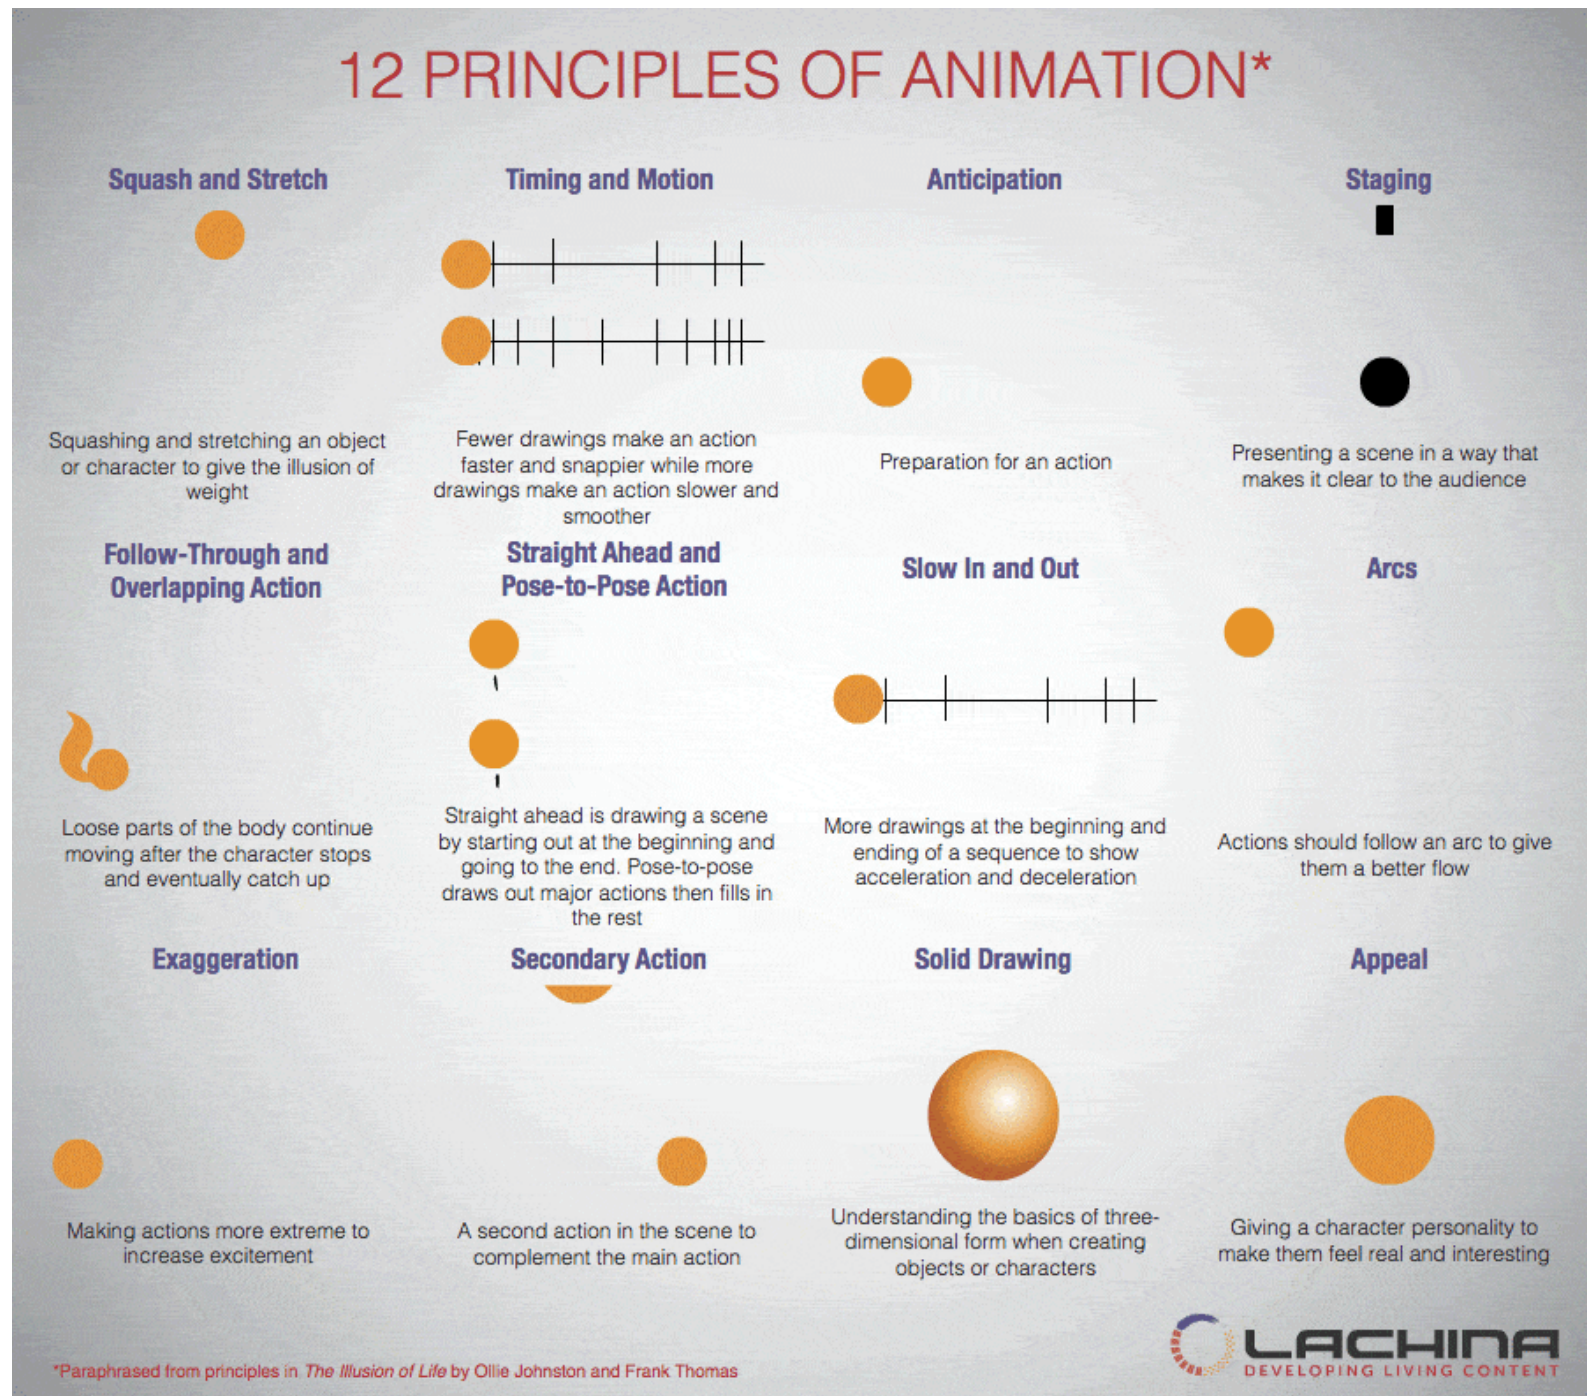 12 PRINCIPLES OF ANIMATION*
Squash and Stretch
Squashing and stretching an object
or character to give the illusion of
weight
Timing and Motion
Fewer drawings make an action
faster and snappier while more
drawings make an action slower and
smoother
Anticipation
Preparation for an action
Staging
Presenting a scene in a way that
makes it clear to the audience
Follow-Through and
Overlapping Action
Loose parts of the body continue
moving after the character stops
and eventually catch up
Straight Ahead and
Pose-to-Pose Action
Straight ahead is drawing a scene
by starting out at the beginning and
going to the end. Pose-to-pose
draws out major actions then fills in
the rest
Slow In and Out
More drawings at the beginning and
ending of a sequence to show
acceleration and deceleration
Arcs
Actions should follow an arc to give
them a better flow
Exaggeration
Making actions more extreme to
increase excitement
Secondary Action
A second action in the scene to
complement the main action
Solid Drawing
Understanding the basics of three-
dimensional form when creating
objects or characters
Appeal
Giving a character personality to
make them feel real and interesting
*Paraphrased from principles in The Illusion of Life by Ollie Johnston and Frank Thomas
LACHINA
DEVELOPING LIVING CONTENT